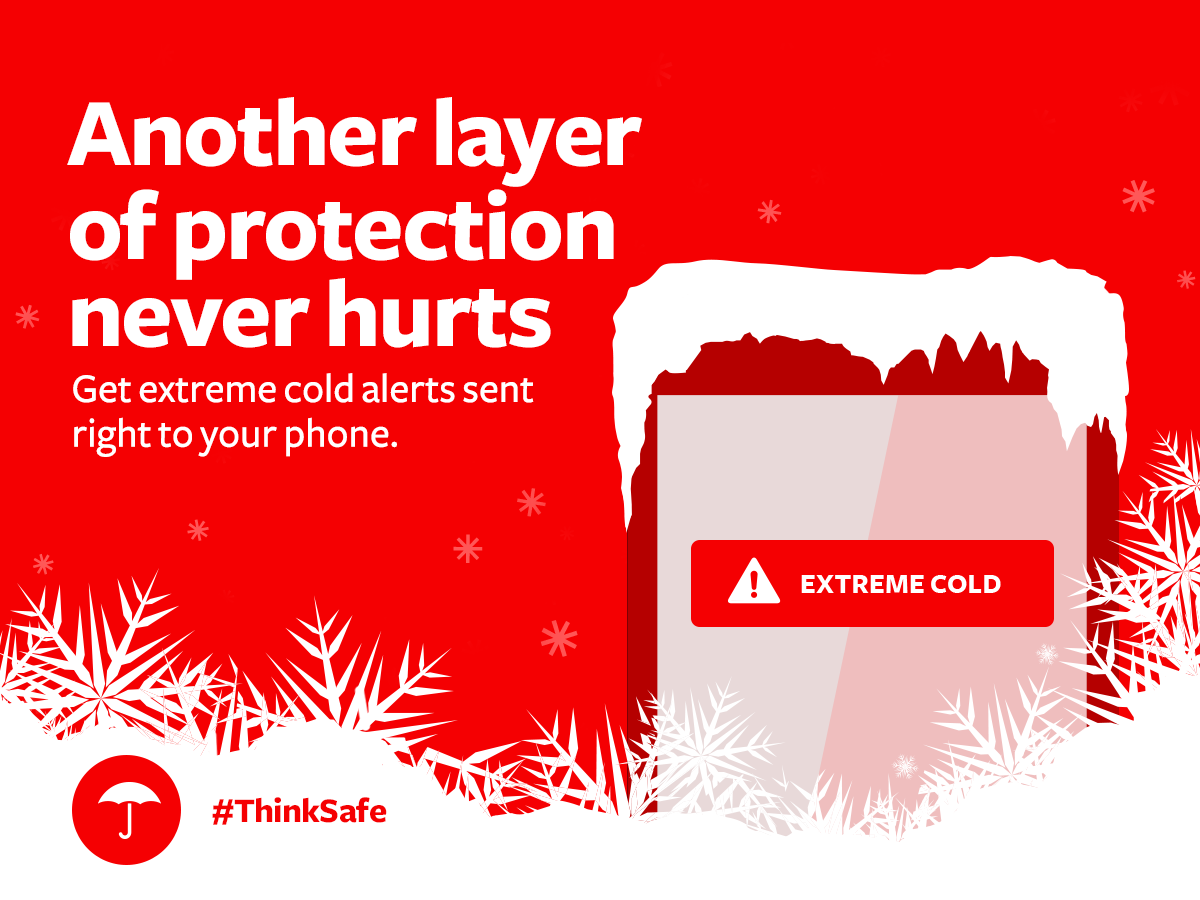 Another layer
of protection
never hurts
Get extreme cold alerts sent
right to your phone.
EXTREME COLD
#ThinkSafe